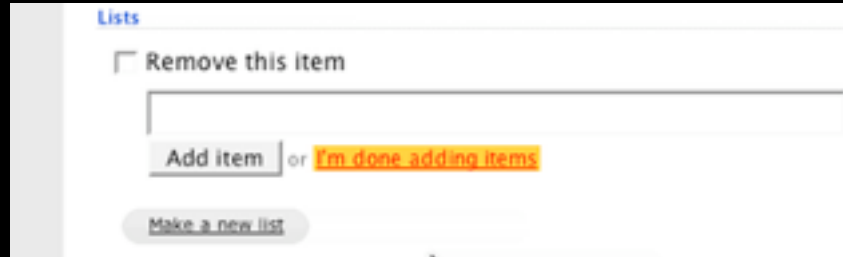 Lists
Remove this item
Add item or I'm done adding items
Make a new list